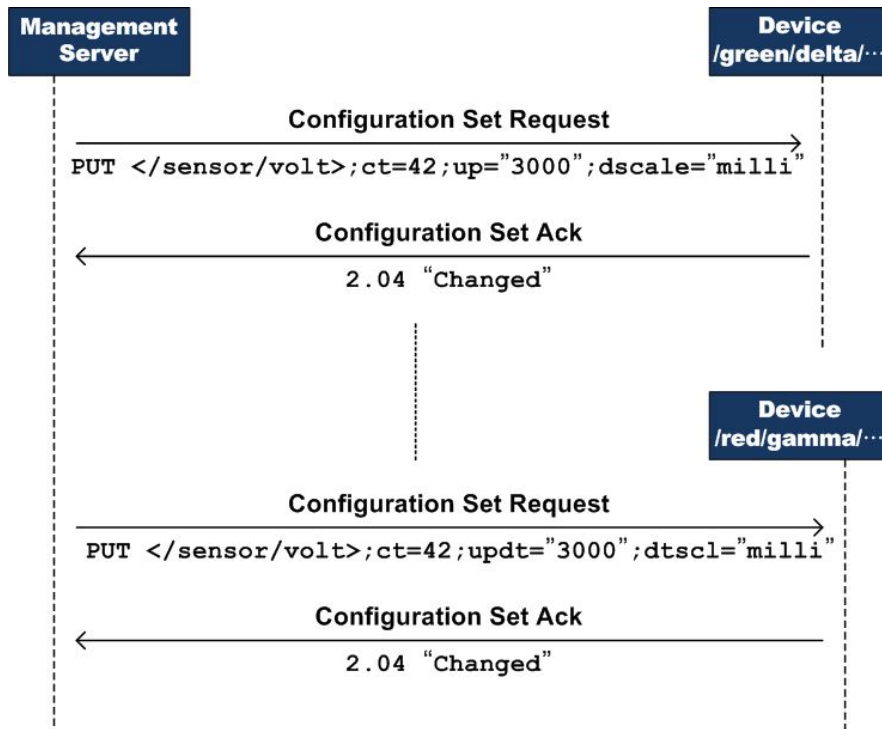 Management
Server
Device
/green/delta/···
Configuration Set Request
PUT </sensor/volt>;ct=42;up=”3000”;dscale=”milli”
Configuration Set Ack
2.04 “Changed”
Device
/red/gamma/···
Configuration Set Request
PUT </sensor/volt>;ct=42;updt=”3000”;dtscl=”milli”
Configuration Set Ack
2.04 “Changed”